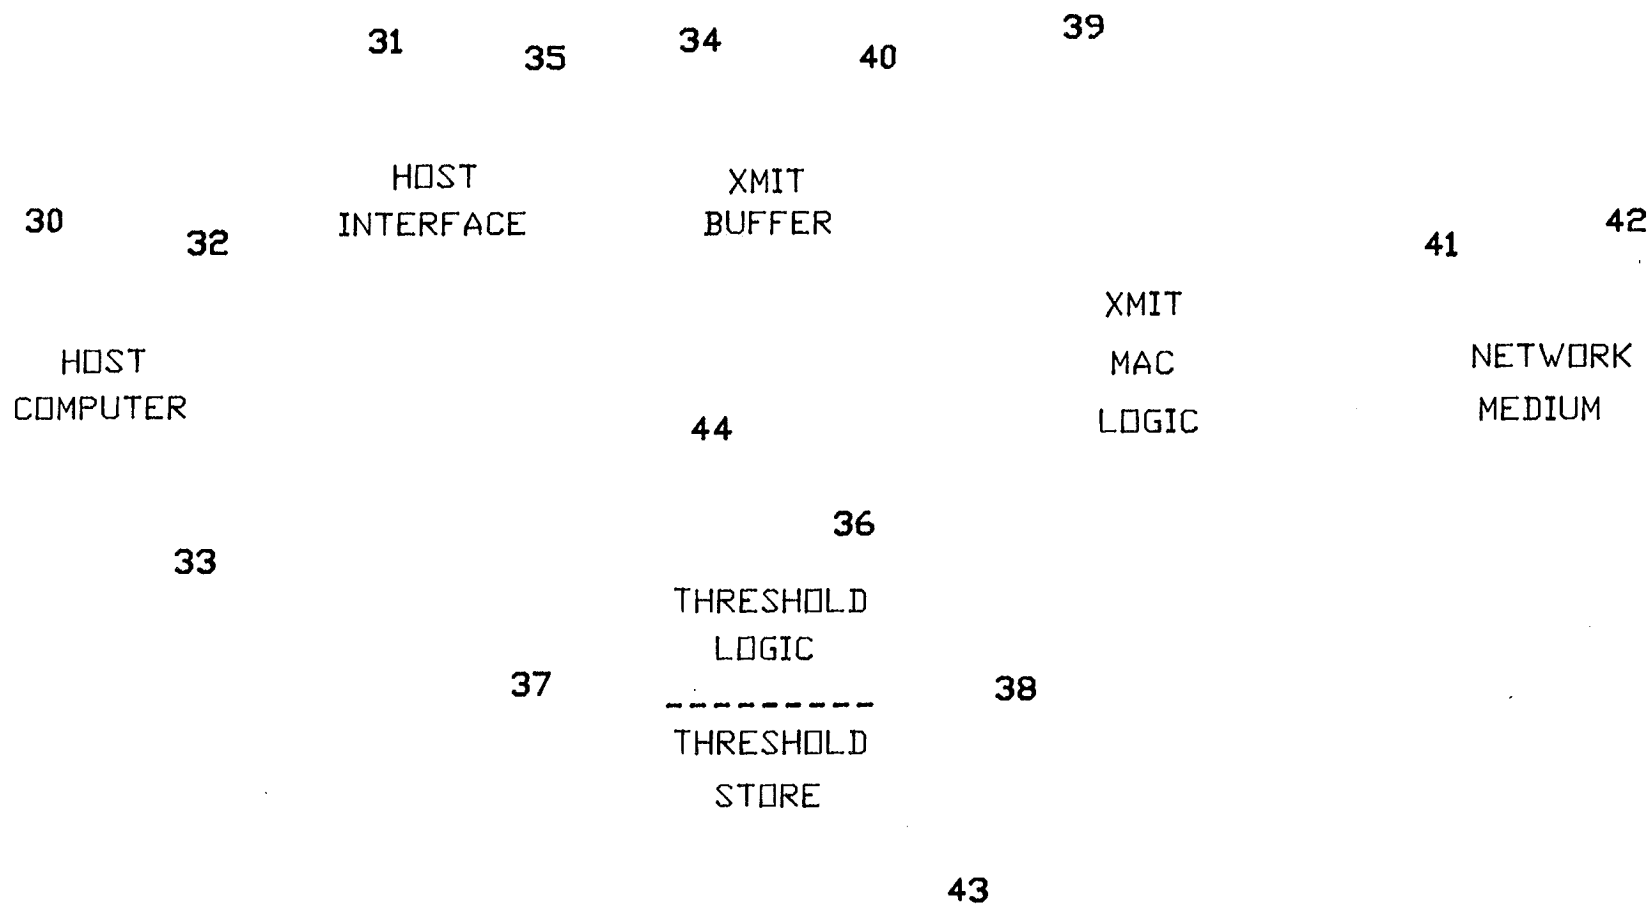 39
31
34
35
40
HOST
INTERFACE
XMIT
BUFFER
30
32
41
42
XMIT
MAC
LOGIC
HOST
COMPUTER
NETWORK
MEDIUM
44
36
33
THRESHOLD
LOGIC
37
38
THRESHOLD
STORE
43